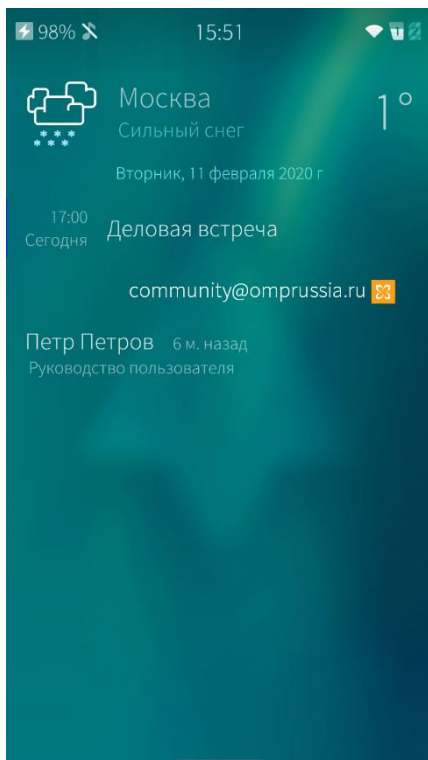 98% 15:51
Москва 1°
Сильный снег
Вторник, 11 февраля 2020 г
17:00
Сегодня Деловая встреча
community@omprussia.ru
Петр Петров 6 м. назад
Руководство пользователя